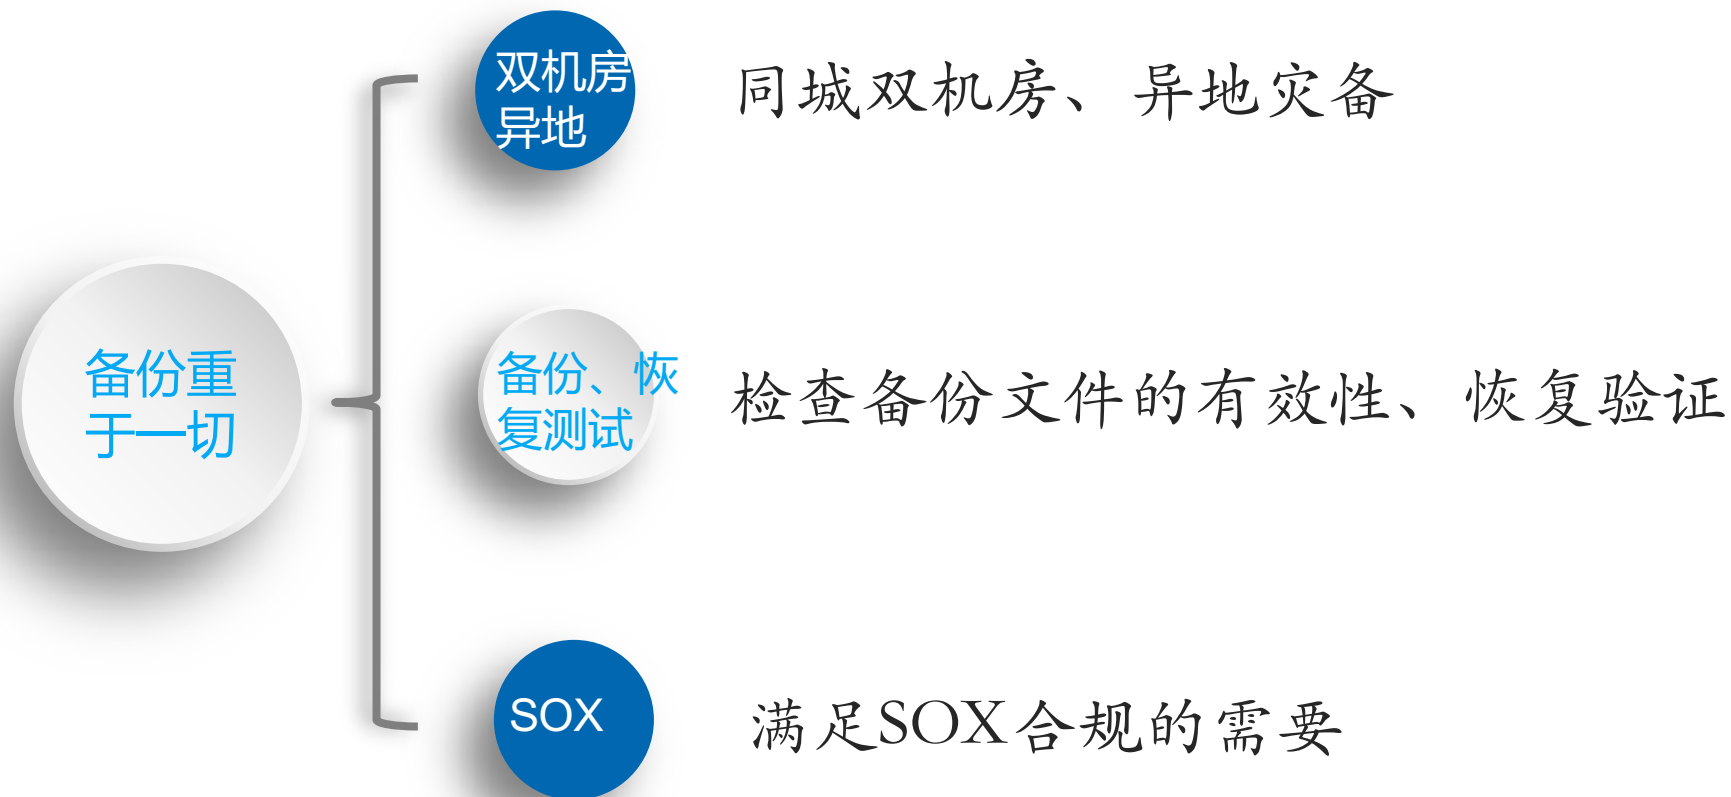 双机房
异地
同城双机房、异地灾备
备份重
于一切
备份、恢
复测试
检查备份文件的有效性、恢复验证
SOX
满足SOX合规的需要